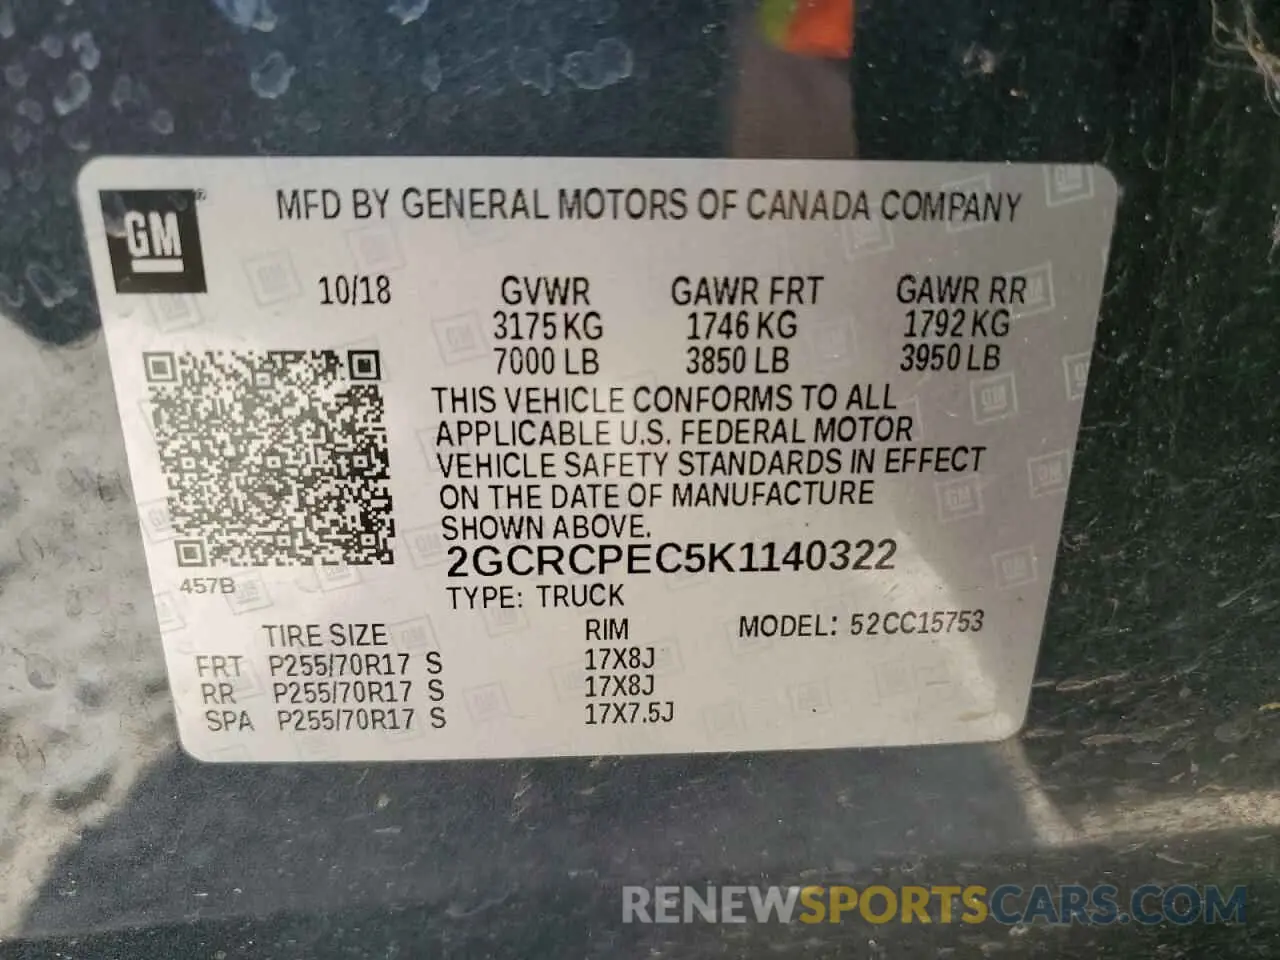 GM ®
MFD BY GENERAL MOTORS OF CANADA COMPANY
10/18 GVWR GAWR FRT GAWR RR
3175 KG 1746 KG 1792 KG
7000 LB 3850 LB 3950 LB
THIS VEHICLE CONFORMS TO ALL
APPLICABLE U.S. FEDERAL MOTOR
VEHICLE SAFETY STANDARDS IN EFFECT
ON THE DATE OF MANUFACTURE
SHOWN ABOVE.
2GCRCPEC5K1140322
457B
TYPE: TRUCK
TIRE SIZE RIM MODEL: 52CC15753
FRT P255/70R17 S 17X8J
RR P255/70R17 S 17X8J
SPA P255/70R17 S 17X7.5J
RENEWSPORTSCARS.COM